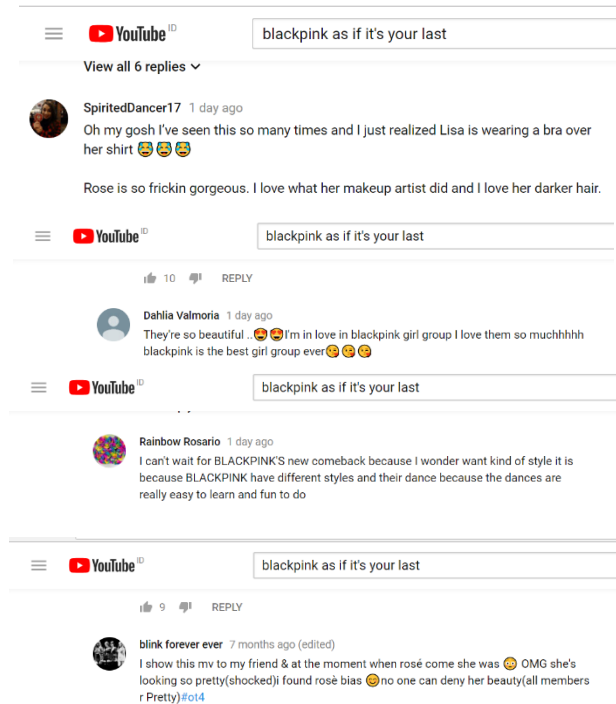 YouTube ID
blackpink as if it's your last
View all 6 replies
SpiritedDancer17 1 day ago
Oh my gosh I've seen this so many times and I just realized Lisa is wearing a bra over
her shirt 😂😂😂
Rose is so frickin gorgeous. I love what her makeup artist did and I love her darker hair.
YouTube ID
blackpink as if it's your last
10 REPLY
Dahlia Valmoria 1 day ago
They're so beautiful ..😍😍I'm in love in blackpink girl group I love them so muchhhhh
blackpink is the best girl group ever😘😘😘
YouTube ID
blackpink as if it's your last
Rainbow Rosario 1 day ago
I can't wait for BLACKPINK'S new comeback because I wonder want kind of style it is
because BLACKPINK have different styles and their dance because the dances are
really easy to learn and fun to do
YouTube ID
blackpink as if it's your last
9 REPLY
blink forever ever 7 months ago (edited)
I show this mv to my friend & at the moment when rosé come she was 😳 OMG she's
looking so pretty(shocked)i found rosè bias 😄no one can deny her beauty(all members
r Pretty)#ot4